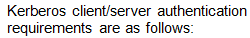 Kerberos client/server authentication
requirements are as follows: